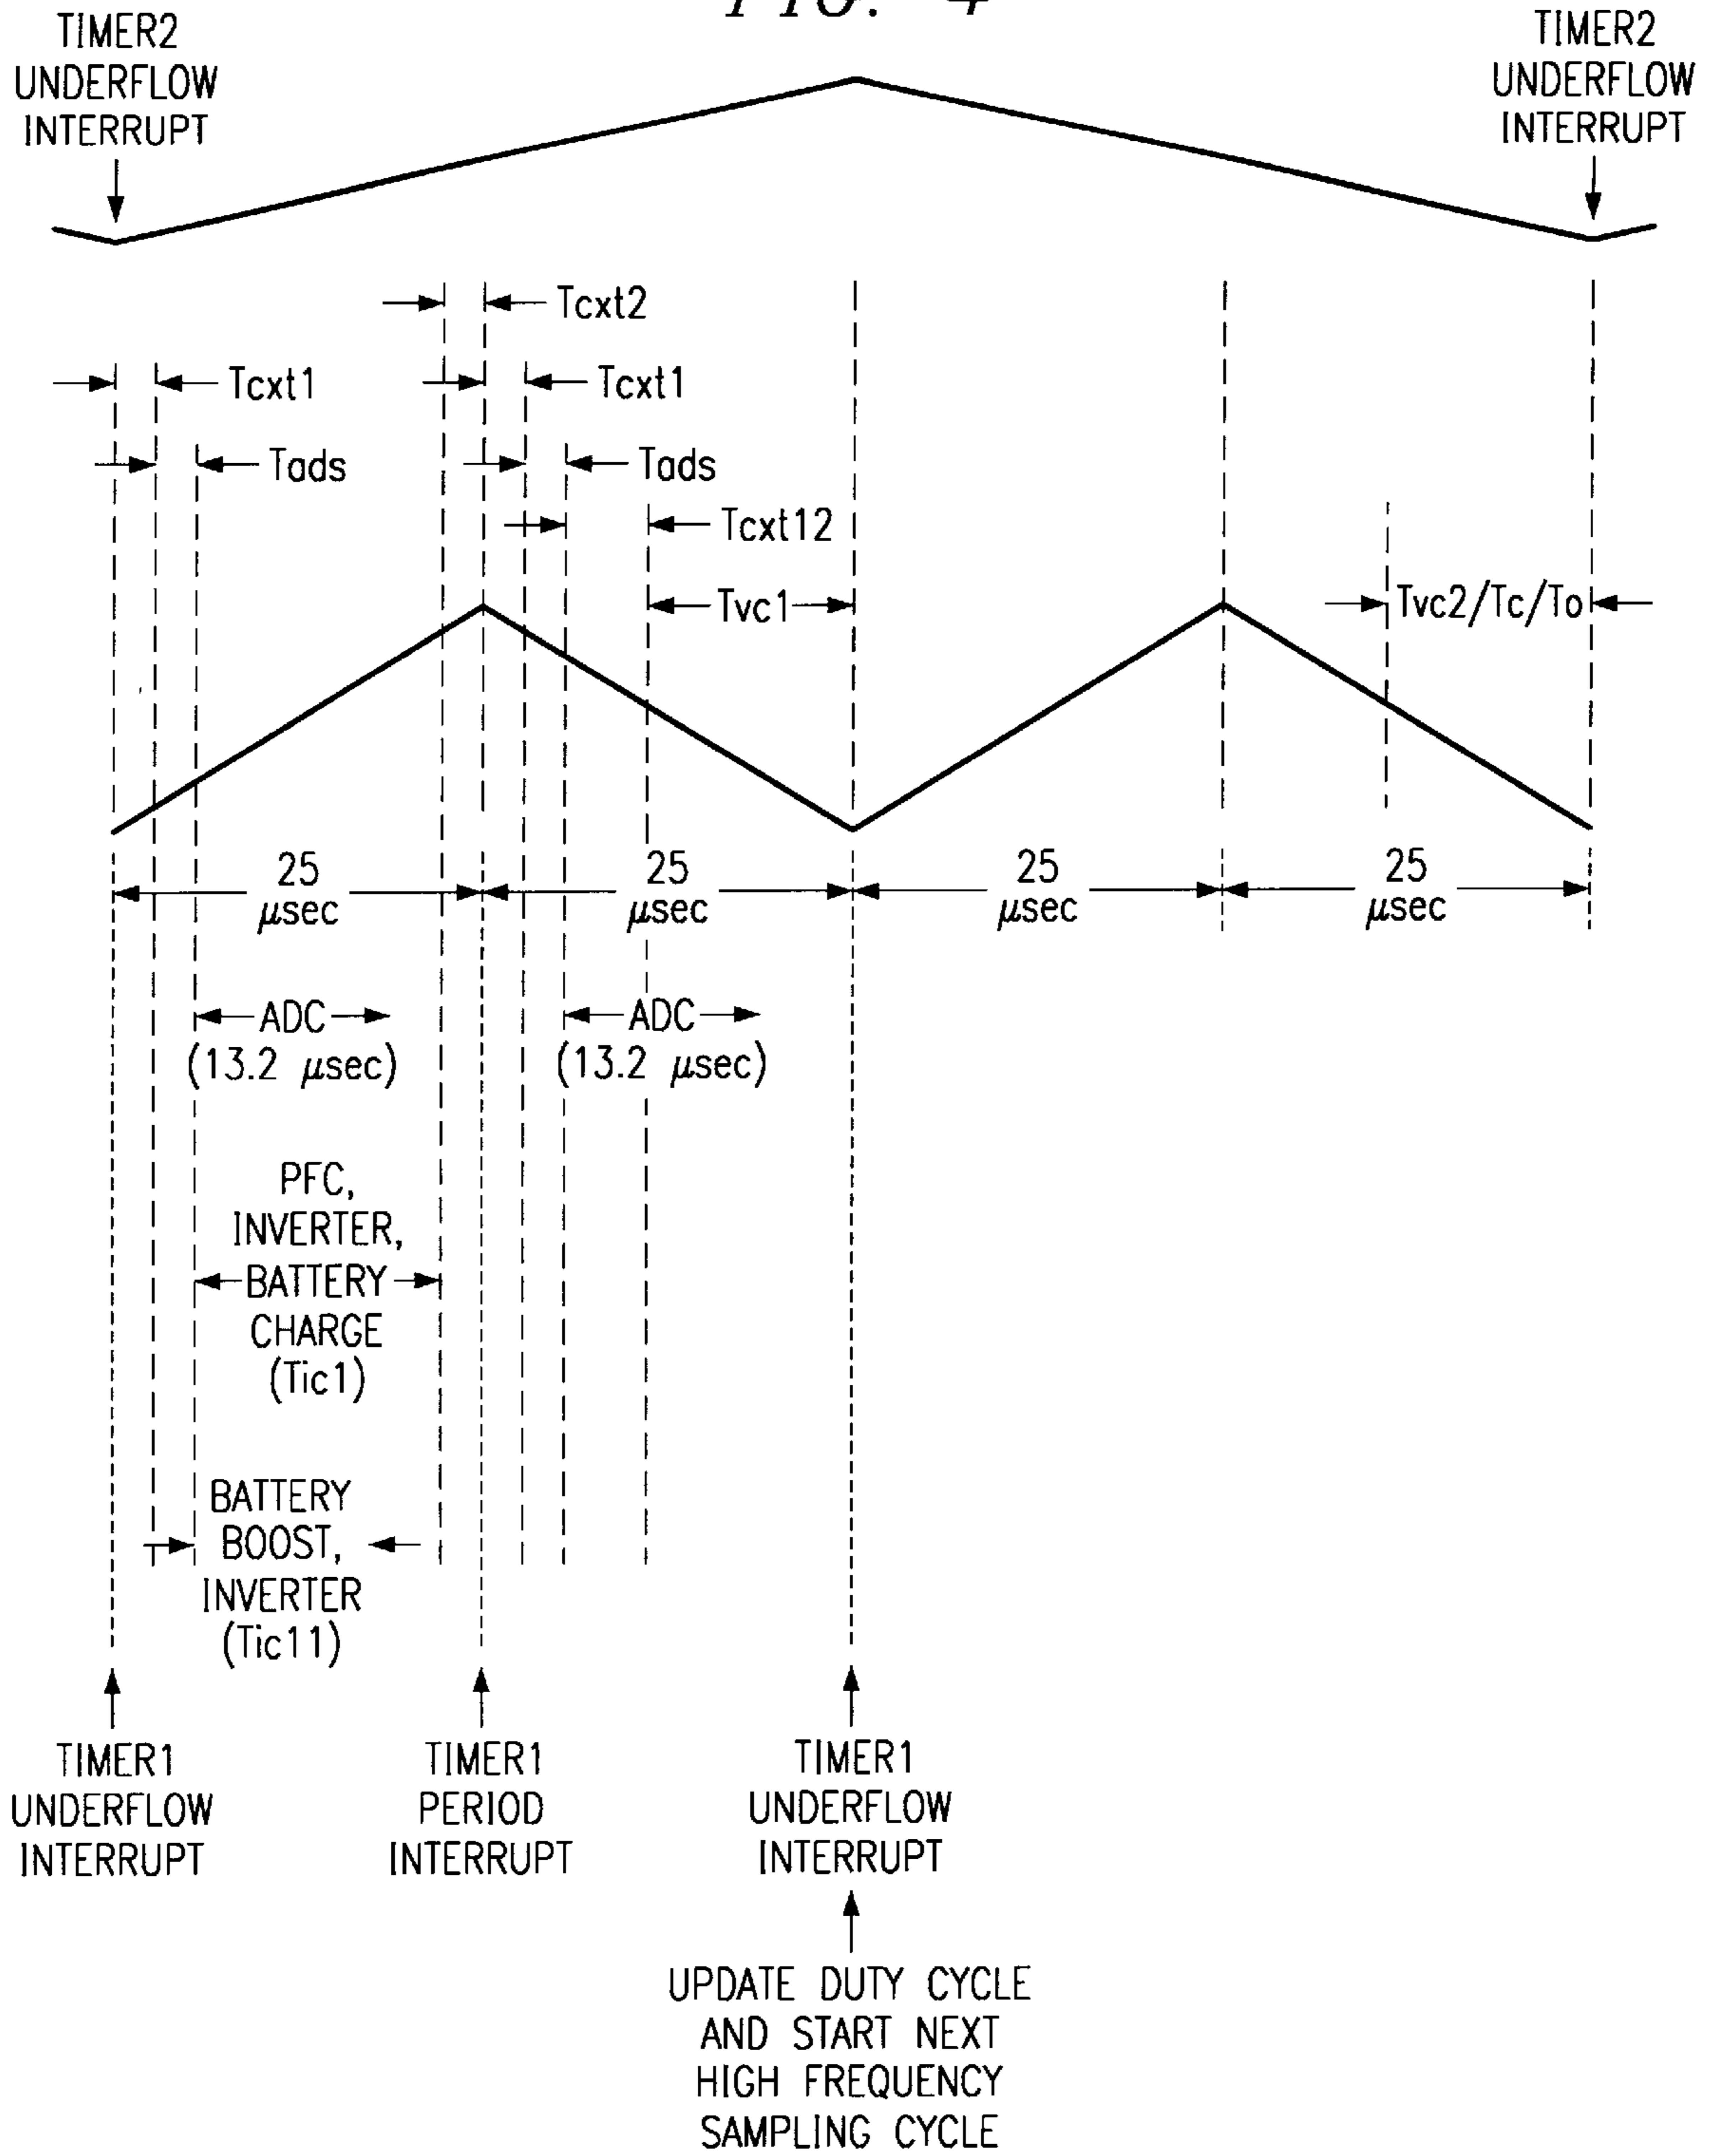 FIG. 4
TIMER2
UNDERFLOW
INTERRUPT
TIMER2
UNDERFLOW
INTERRUPT
Tcxt2
Tcxt1
Tcxt1
Tads
Tads
Tcxt12
Tvc1
Tvc2/Tc/To
25
μsec
25
μsec
25
μsec
25
μsec
ADC
(13.2 μsec)
ADC
(13.2 μsec)
PFC,
INVERTER,
BATTERY
CHARGE
(Tic1)
BATTERY
BOOST,
INVERTER
(Tic11)
TIMER1
UNDERFLOW
INTERRUPT
TIMER1
PERIOD
INTERRUPT
TIMER1
UNDERFLOW
INTERRUPT
UPDATE DUTY CYCLE
AND START NEXT
HIGH FREQUENCY
SAMPLING CYCLE